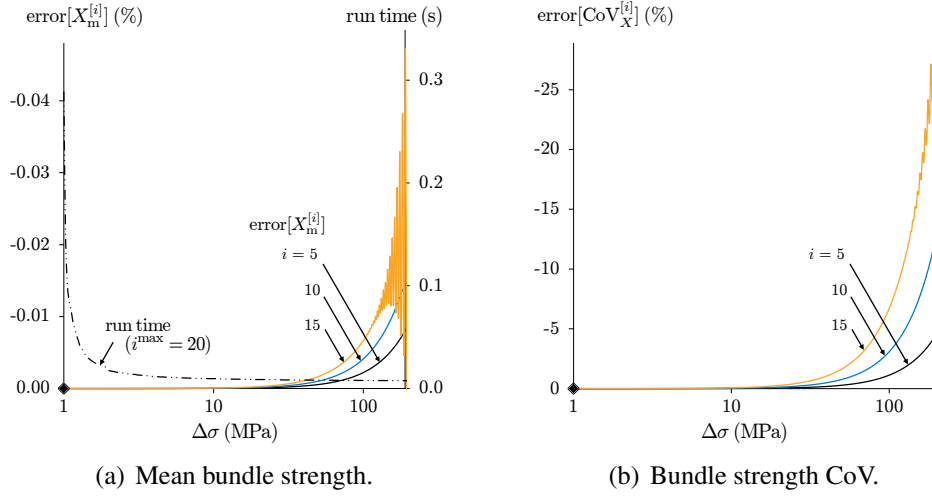 error[X_m^[i]] (%)
run time (s)
-0.04
-0.03
-0.02
-0.01
0.00
0.3
0.2
0.1
0.0
error[X_m^[i]]
i = 5
10
15
run time
(i^max = 20)
1
10
100
Δσ (MPa)
(a) Mean bundle strength.
error[CoV_X^[i]] (%)
-25
-20
-15
-10
-5
0
i = 5
10
15
1
10
100
Δσ (MPa)
(b) Bundle strength CoV.